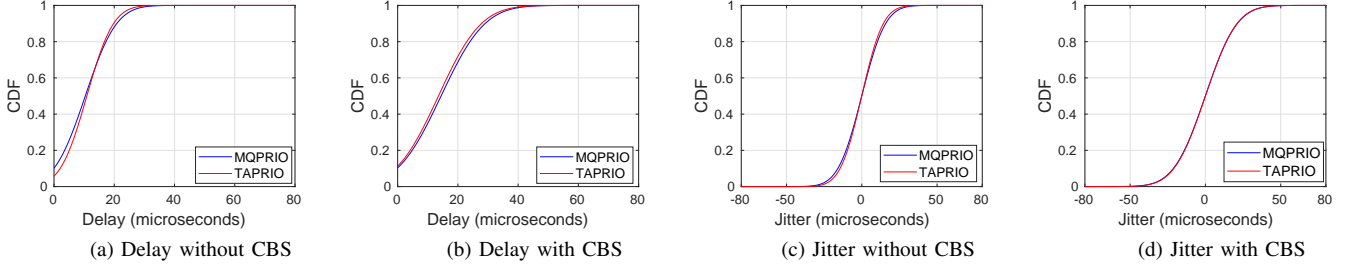 1
0.8
0.6
0.4
0.2
0
CDF
0 20 40 60 80
Delay (microseconds)
MQPRIO
TAPRIO
(a) Delay without CBS
1
0.8
0.6
0.4
0.2
0
CDF
0 20 40 60 80
Delay (microseconds)
MQPRIO
TAPRIO
(b) Delay with CBS
1
0.8
0.6
0.4
0.2
0
CDF
-80 -50 0 50 80
Jitter (microseconds)
MQPRIO
TAPRIO
(c) Jitter without CBS
1
0.8
0.6
0.4
0.2
0
CDF
-80 -50 0 50 80
Jitter (microseconds)
MQPRIO
TAPRIO
(d) Jitter with CBS